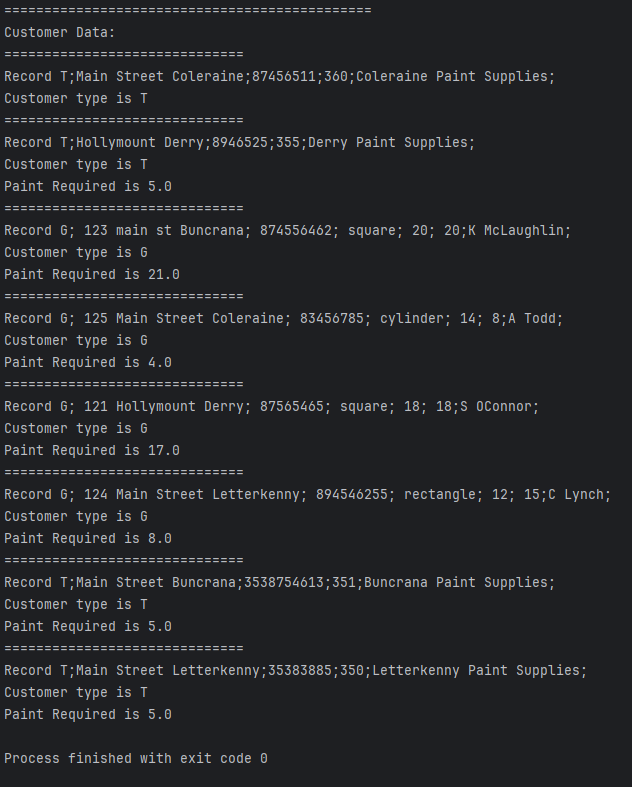 ==============================================
Customer Data:
==============================
Record T;Main Street Coleraine;87456511;360;Coleraine Paint Supplies;
Customer type is T
==============================
Record T;Hollymount Derry;8946525;355;Derry Paint Supplies;
Customer type is T
Paint Required is 5.0
==============================
Record G; 123 main st Buncrana; 874556462; square; 20; 20;K McLaughlin;
Customer type is G
Paint Required is 21.0
==============================
Record G; 125 Main Street Coleraine; 83456785; cylinder; 14; 8;A Todd;
Customer type is G
Paint Required is 4.0
==============================
Record G; 121 Hollymount Derry; 87565465; square; 18; 18;S OConnor;
Customer type is G
Paint Required is 17.0
==============================
Record G; 124 Main Street Letterkenny; 894546255; rectangle; 12; 15;C Lynch;
Customer type is G
Paint Required is 8.0
==============================
Record T;Main Street Buncrana;3538754613;351;Buncrana Paint Supplies;
Customer type is T
Paint Required is 5.0
==============================
Record T;Main Street Letterkenny;35383885;350;Letterkenny Paint Supplies;
Customer type is T
Paint Required is 5.0
Process finished with exit code 0